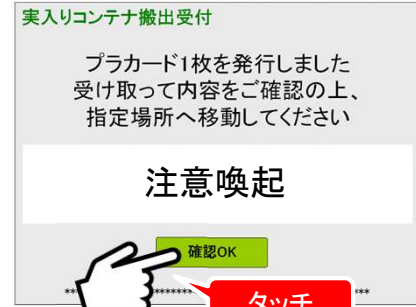 実入りコンテナ搬出受付
プラカード1枚を発行しました
受け取って内容をご確認の上、
指定場所へ移動してください
注意喚起
確認OK
タッチ